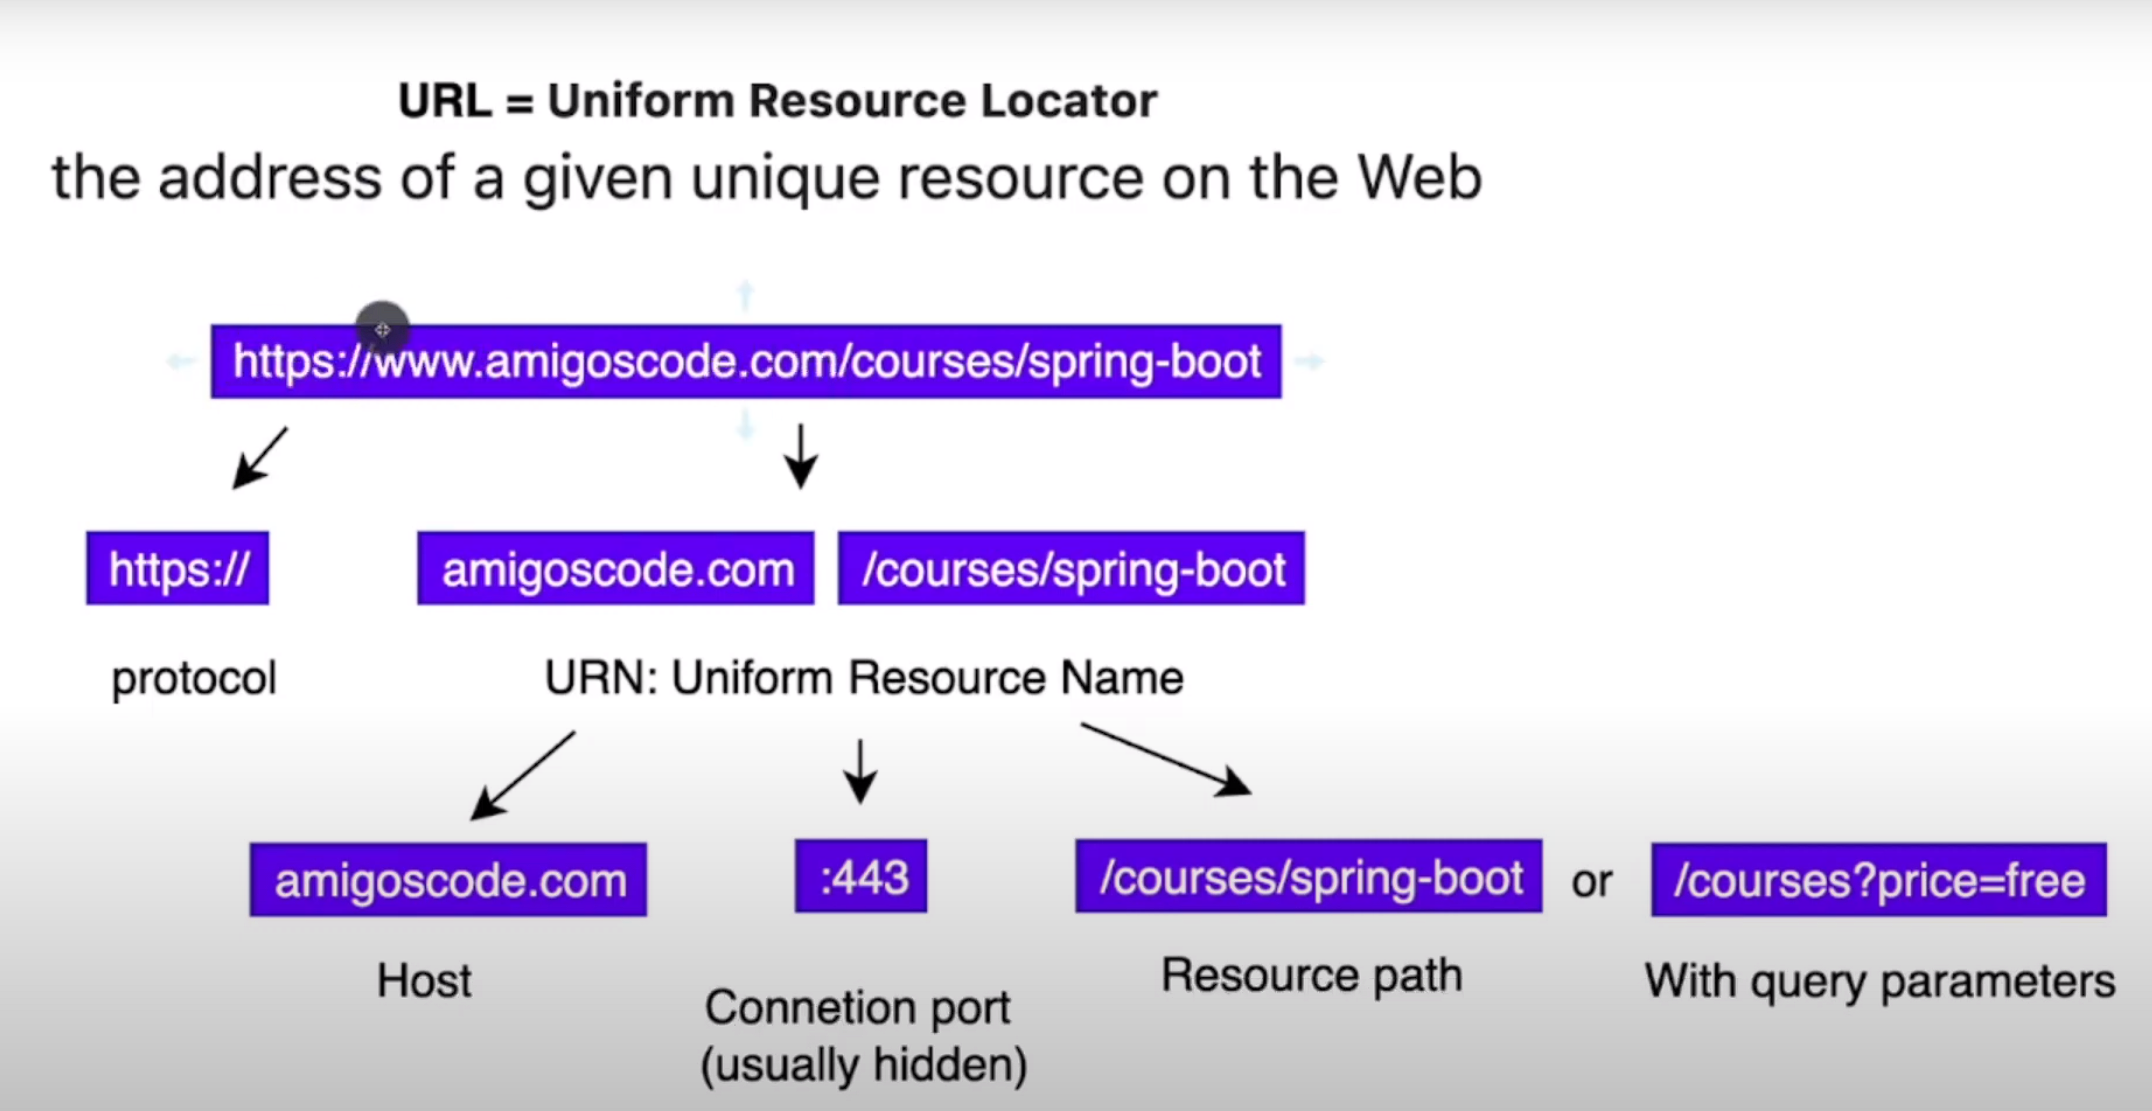 URL = Uniform Resource Locator
the address of a given unique resource on the Web
https://www.amigoscode.com/courses/spring-boot
https://
amigoscode.com
/courses/spring-boot
protocol
URN: Uniform Resource Name
amigoscode.com
:443
/courses/spring-boot
or
/courses?price=free
Host
Connetion port
(usually hidden)
Resource path
With query parameters